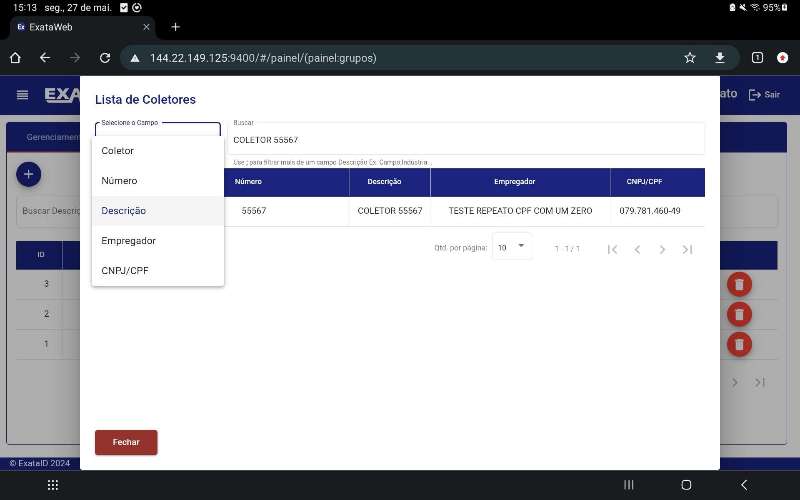 15:13 seg., 27 de mai.
95%
Ex ExataWeb
144.22.149.125:9400/#/painel/(painel:grupos)
1
EXA
ato
Sair
Lista de Coletores
Gerenciament
Selecione o Campo
Buscar
COLETOR 55567
Use ; para filtrar mais de um campo Descrição Ex: Campo;Industria...
Coletor
Número
Descrição
Empregador
CNPJ/CPF
Número Descrição Empregador CNPJ/CPF
55567 COLETOR 55567 TESTE REPEATO CPF COM UM ZERO 079.781.460-49
Qtd. por página: 10 1 - 1 / 1
Buscar Descriç
ID
3
2
1
Fechar
© ExataID 2024